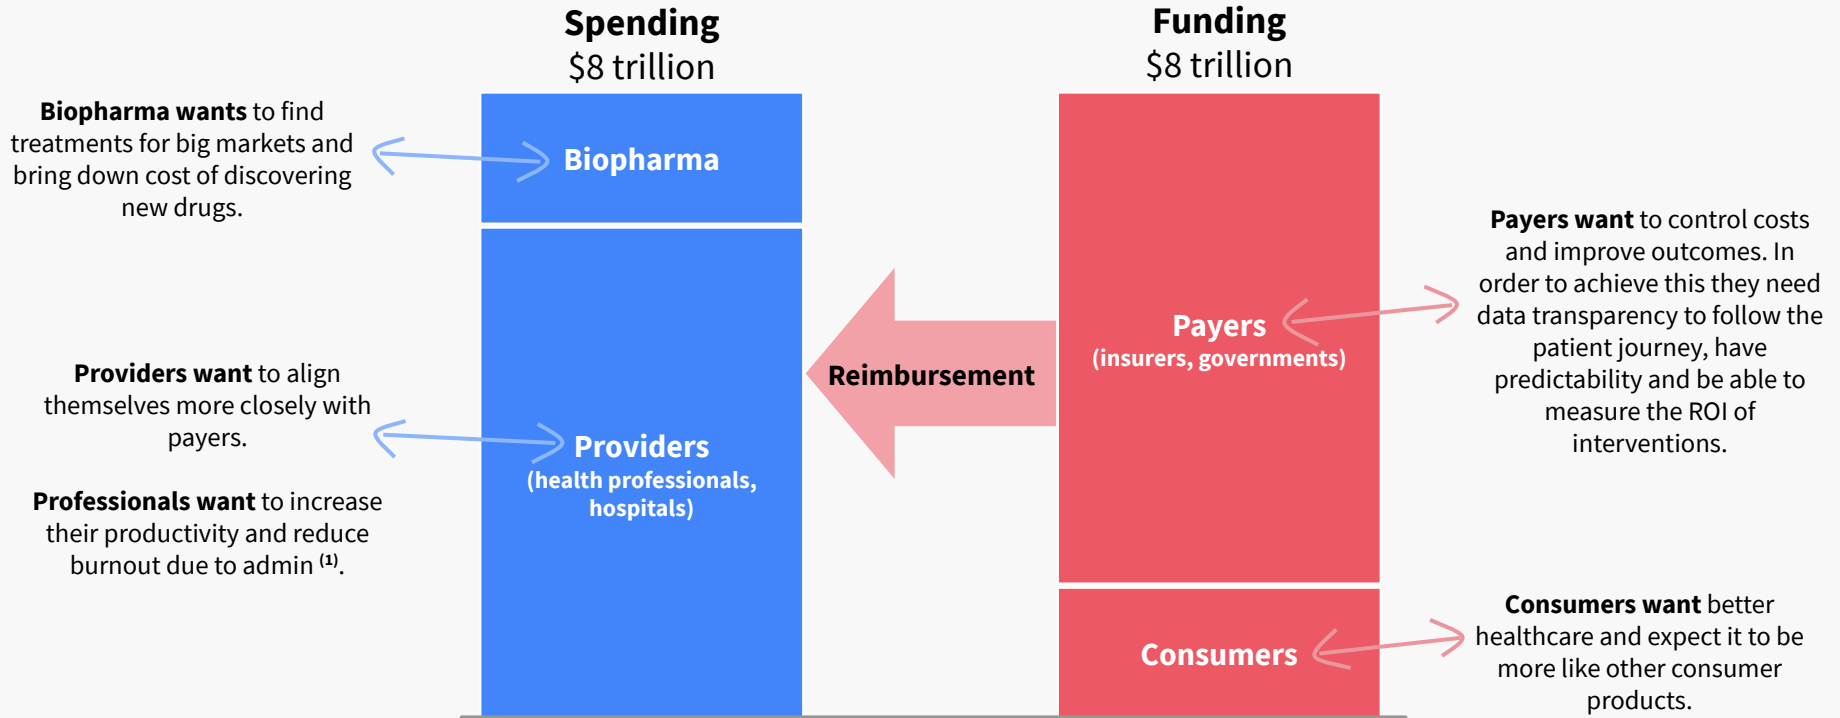 Spending
$8 trillion
Funding
$8 trillion
Biopharma wants to find
treatments for big markets and
bring down cost of discovering
new drugs.
Biopharma
Providers want to align
themselves more closely with
payers.
Professionals want to increase
their productivity and reduce
burnout due to admin (1).
Providers
(health professionals,
hospitals)
Reimbursement
Payers
(insurers, governments)
Payers want to control costs
and improve outcomes. In
order to achieve this they need
data transparency to follow the
patient journey, have
predictability and be able to
measure the ROI of
interventions.
Consumers
Consumers want better
healthcare and expect it to be
more like other consumer
products.